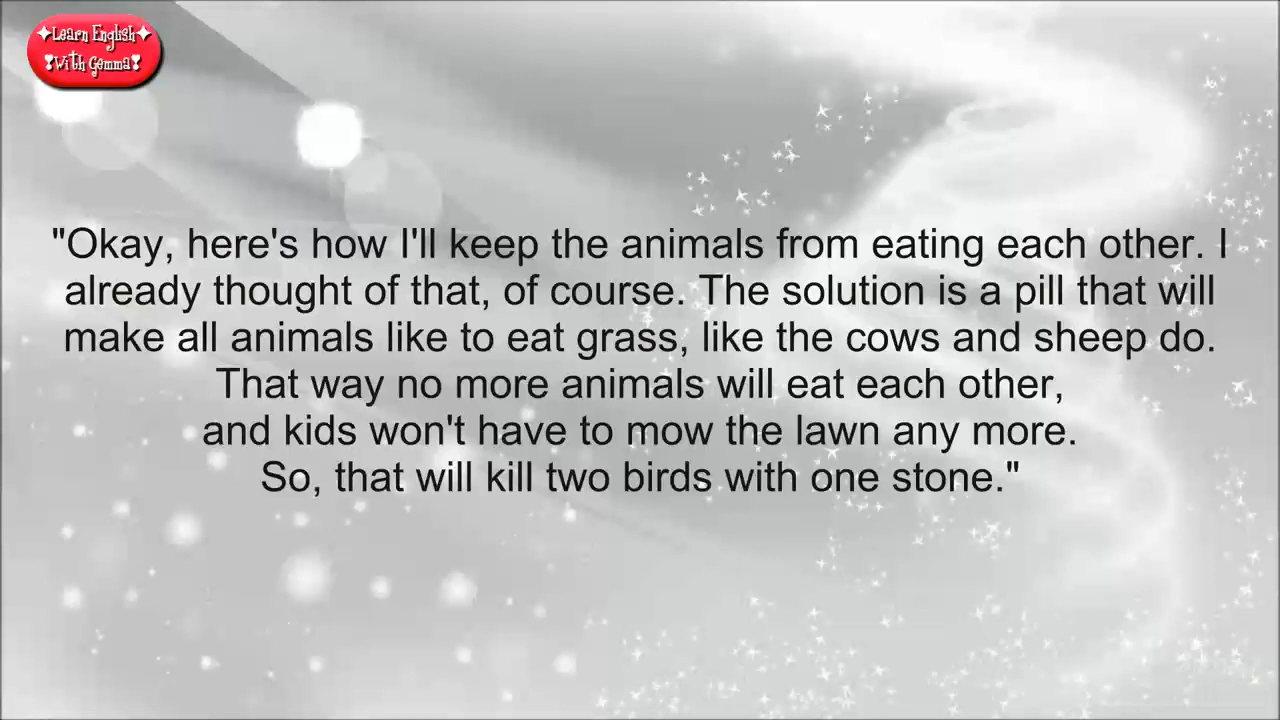 ✦Learn English✦
❣With Gemma❣
"Okay, here's how I'll keep the animals from eating each other. I
already thought of that, of course. The solution is a pill that will
make all animals like to eat grass, like the cows and sheep do.
That way no more animals will eat each other,
and kids won't have to mow the lawn any more.
So, that will kill two birds with one stone."